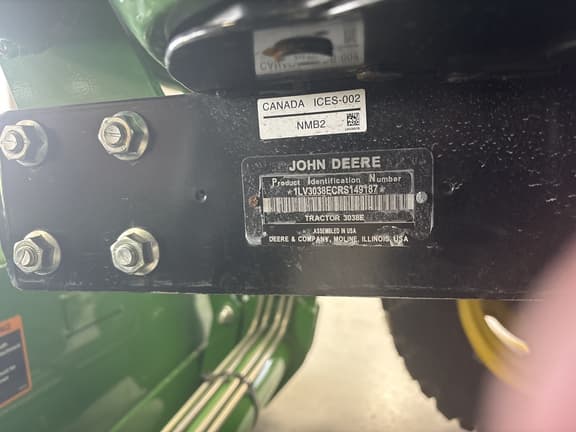 CANADA ICES-002
NMB2
JOHN DEERE
Product Identification Number
*1LV3038ECRS149187*
TRACTOR 3038E
ASSEMBLED IN USA
DEERE & COMPANY, MOLINE, ILLINOIS, USA